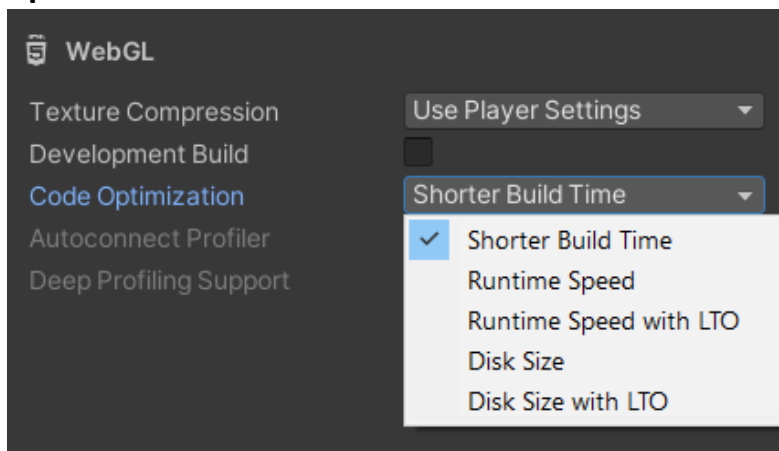 WebGL
Texture Compression Use Player Settings
Development Build
Code Optimization Shorter Build Time
Autoconnect Profiler Shorter Build Time
Deep Profiling Support Runtime Speed
Runtime Speed with LTO
Disk Size
Disk Size with LTO